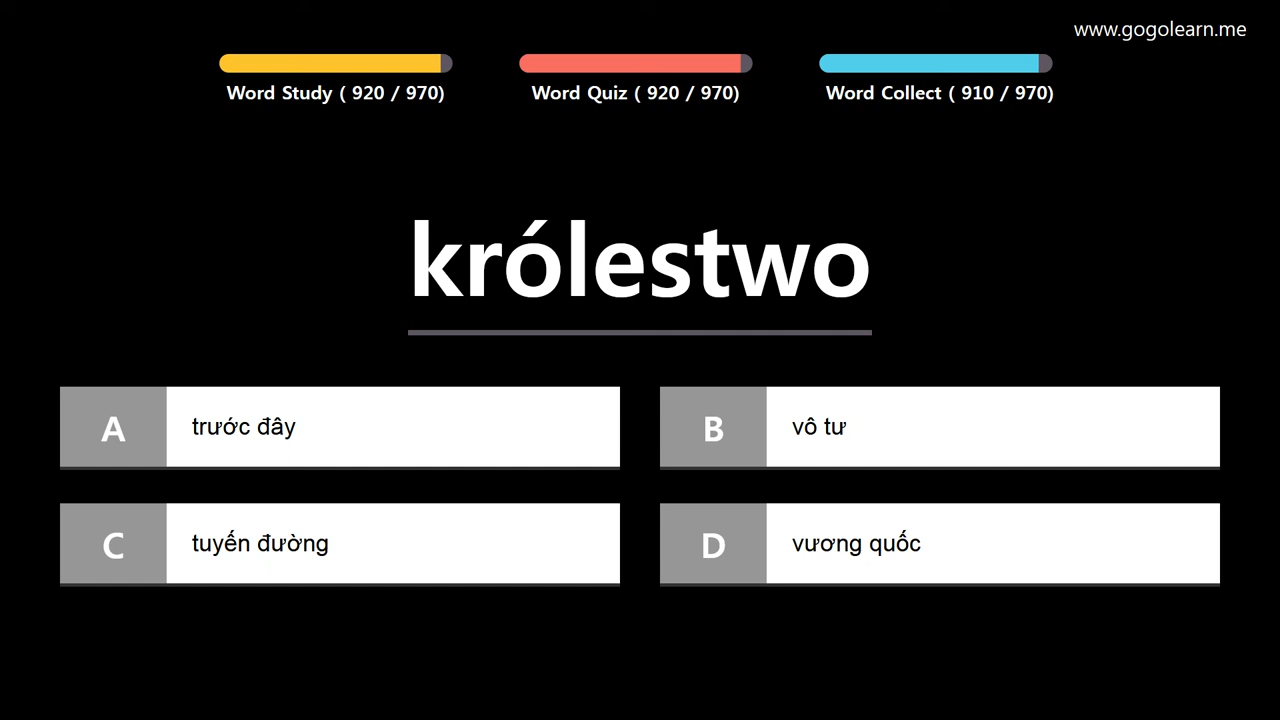 www.gogolearn.me
Word Study ( 920 / 970)
Word Quiz ( 920 / 970)
Word Collect ( 910 / 970)
królestwo
A
trước đây
B
vô tư
C
tuyến đường
D
vương quốc